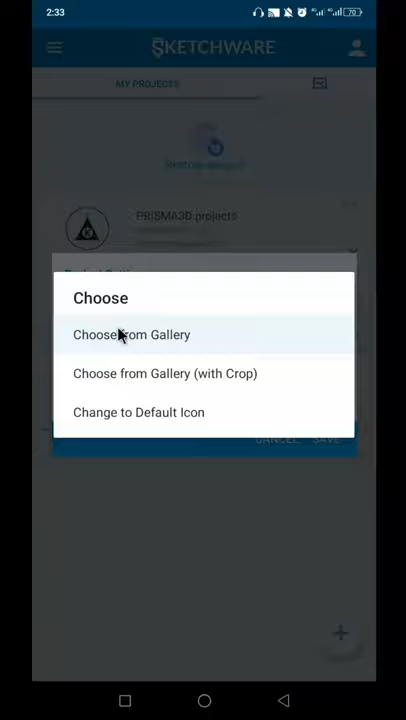 2:33
70
SKETCHWARE
MY PROJECTS
PRISMA3D.projects
Choose
Choose from Gallery
Choose from Gallery (with Crop)
Change to Default Icon
CANCEL SAVE